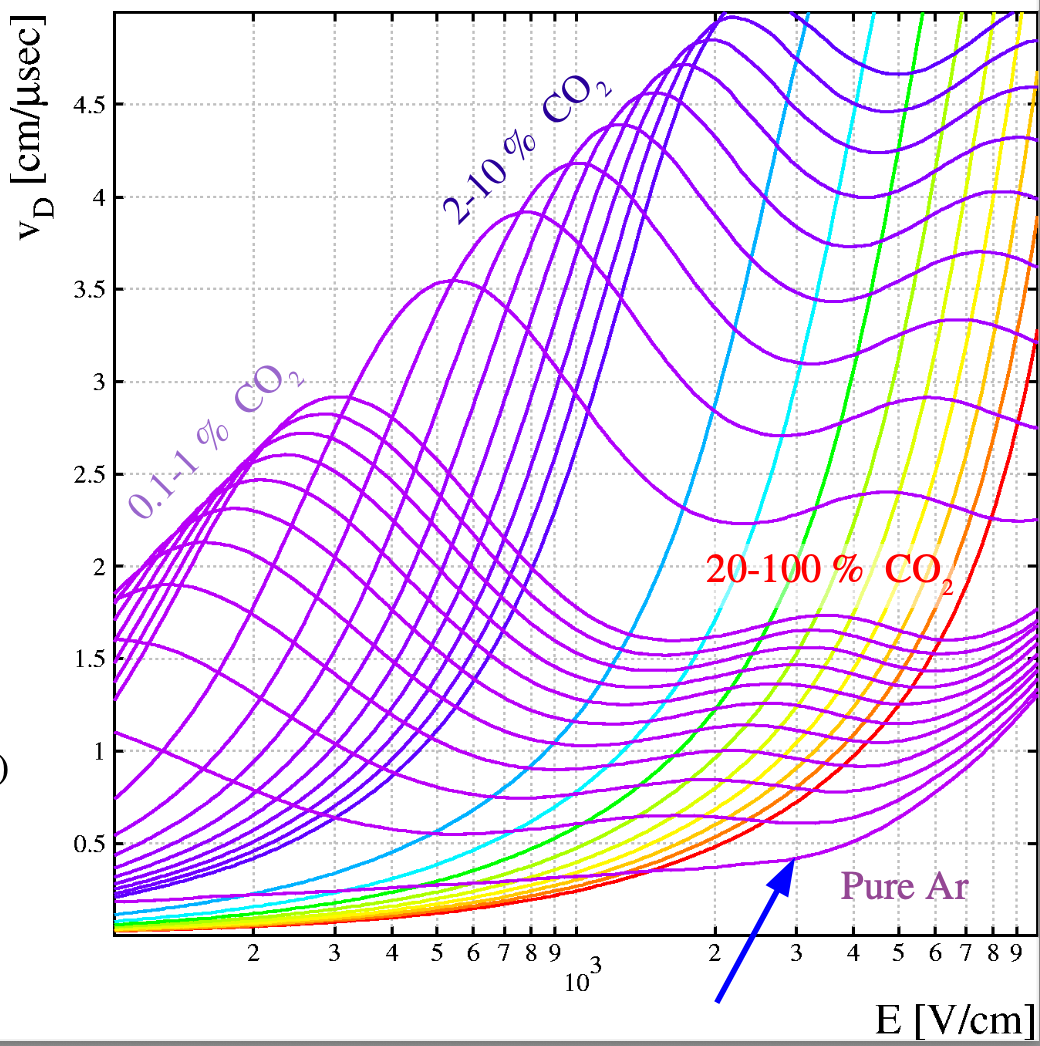 v_D [cm/μsec]
4.5
4
3.5
3
2.5
2
1.5
1
0.5
2-10 % CO₂
0.1-1 % CO₂
20-100 % CO₂
Pure Ar
)
2 3 4 5 6 7 8 9 10³ 2 3 4 5 6 7 8 9
E [V/cm]